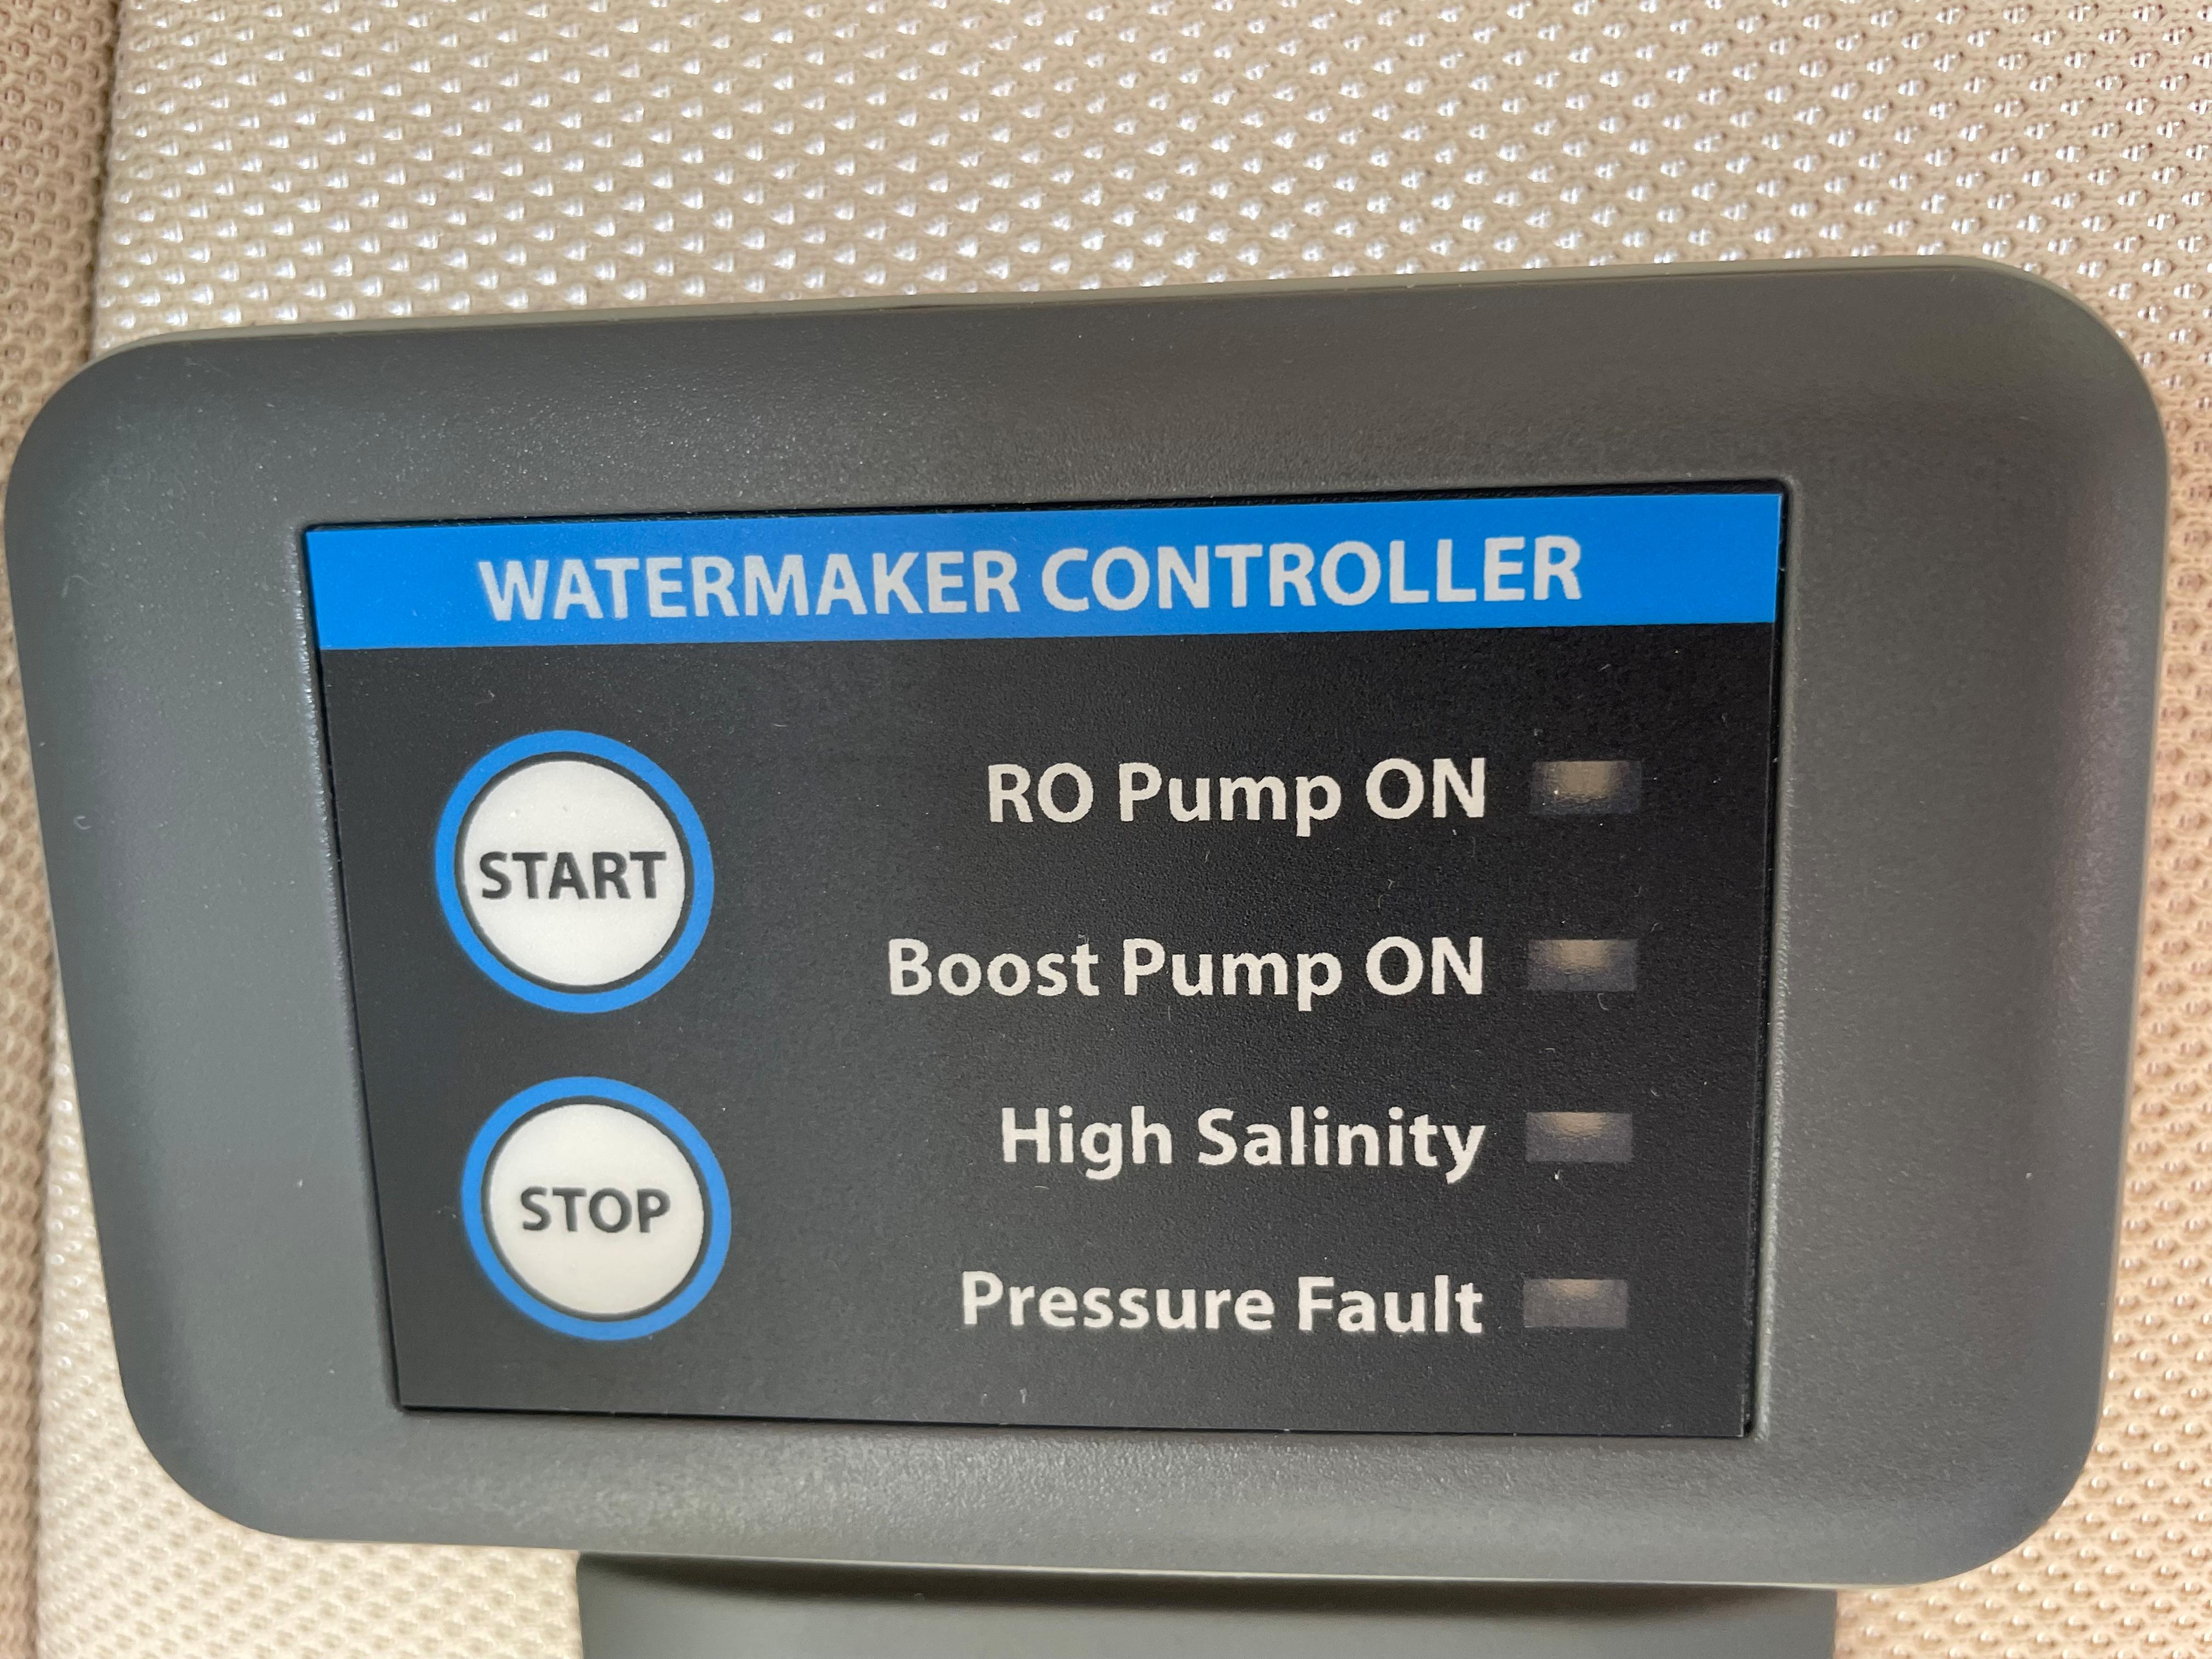 WATERMAKER CONTROLLER
START
RO Pump ON
Boost Pump ON
STOP
High Salinity
Pressure Fault